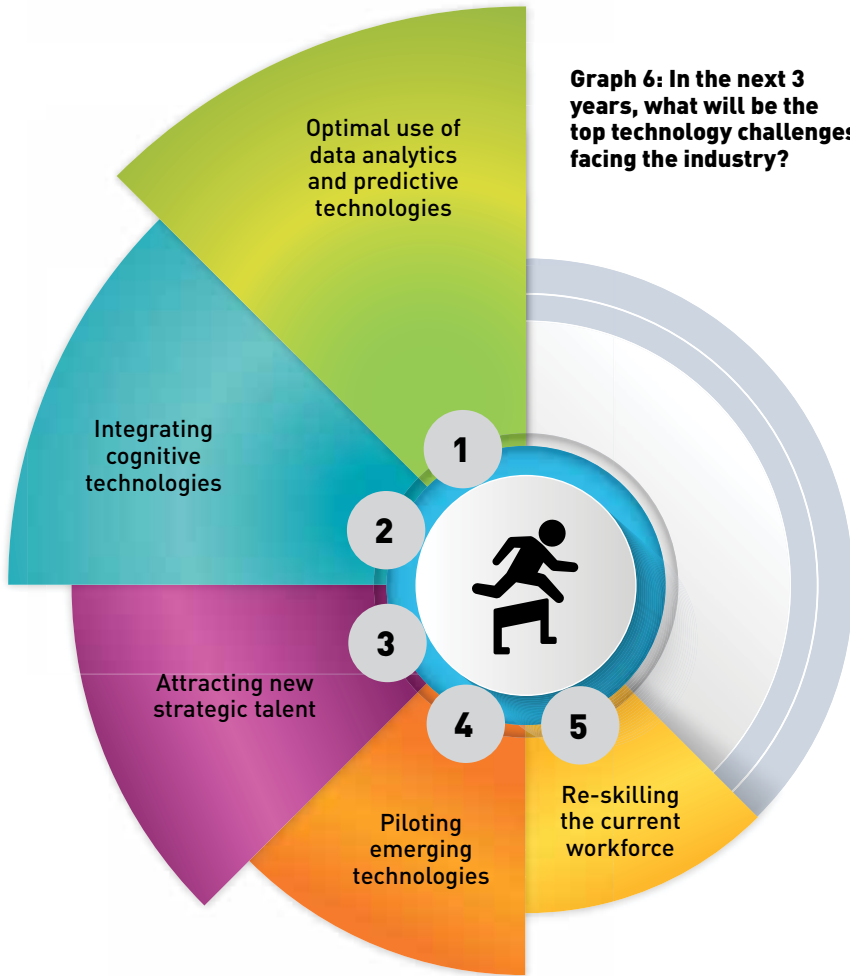 Graph 6: In the next 3
years, what will be the
top technology challenges
facing the industry?
Optimal use of
data analytics
and predictive
technologies
1
Integrating
cognitive
technologies
2
Attracting new
strategic talent
3
Piloting
emerging
technologies
4
Re-skilling
the current
workforce
5